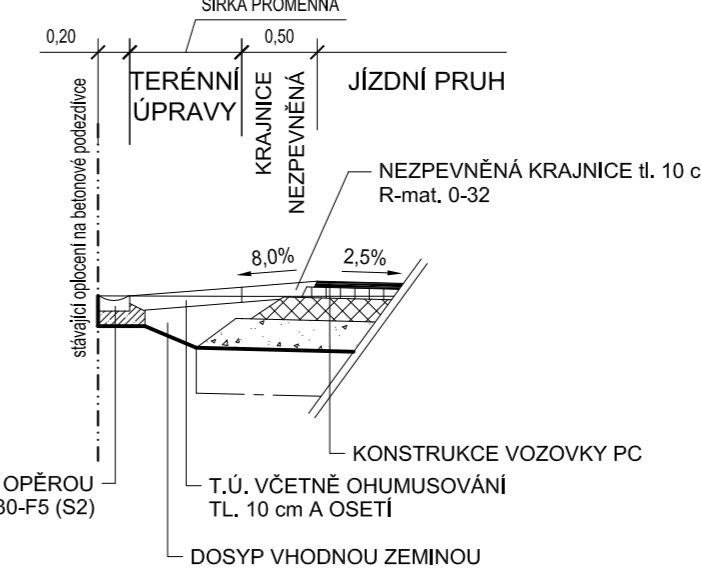 ŠÍŘKA PROMĚNNÁ
0,20
0,50
TERÉNNÍ
ÚPRAVY
KRAJNICE
NEZPEVNĚNÁ
JÍZDNÍ PRUH
stávající oplocení na betonové podezdívce
NEZPEVNĚNÁ KRAJNICE tl. 10 c
R-mat. 0-32
8,0%
2,5%
KONSTRUKCE VOZOVKY PC
OPĚROU
30-F5 (S2)
T.Ú. VČETNĚ OHUMUSOVÁNÍ
TL. 10 cm A OSETÍ
DOSYP VHODNOU ZEMINOU